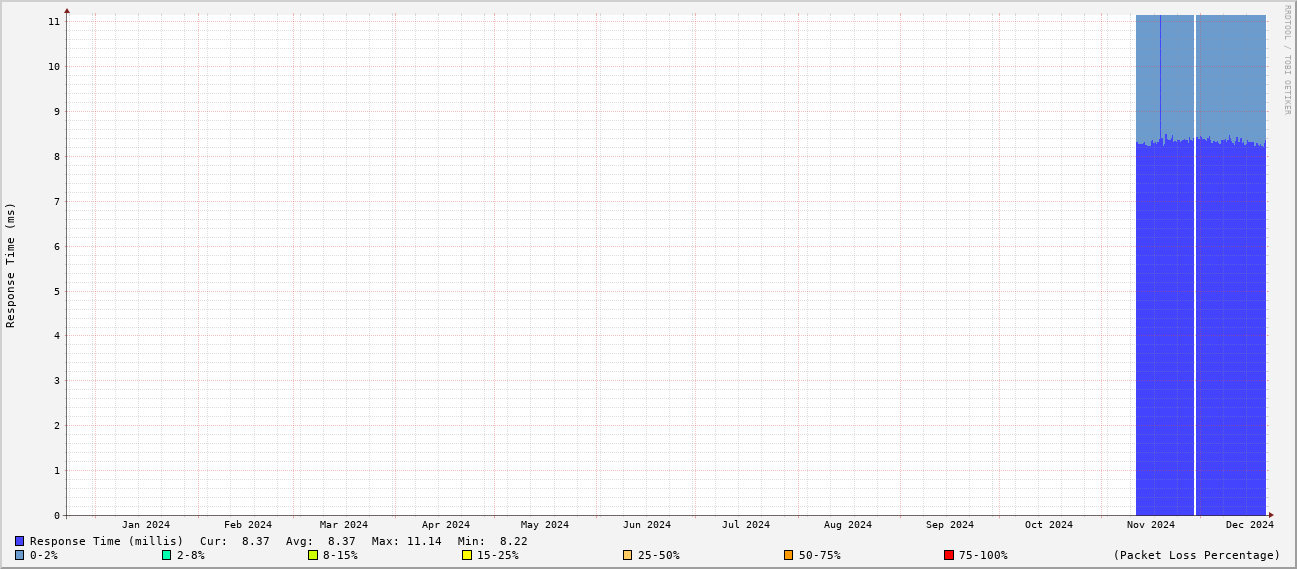 RRDTOOL / TOBI OETIKER
Response Time (ms)
11
10
9
8
7
6
5
4
3
2
1
0
Jan 2024 Feb 2024 Mar 2024 Apr 2024 May 2024 Jun 2024 Jul 2024 Aug 2024 Sep 2024 Oct 2024 Nov 2024 Dec 2024
Response Time (millis) Cur: 8.37 Avg: 8.37 Max: 11.14 Min: 8.22
0-2% 2-8% 8-15% 15-25% 25-50% 50-75% 75-100% (Packet Loss Percentage)